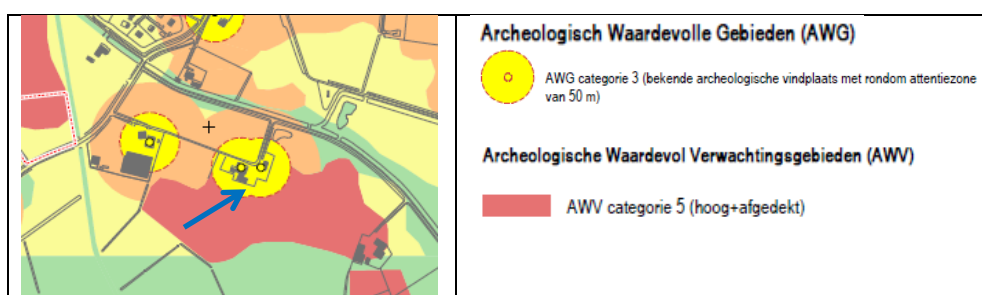 Archeologisch Waardevolle Gebieden (AWG)
AWG categorie 3 (bekende archeologische vindplaats met rondom attentiezone
van 50 m)
Archeologische Waardevol Verwachtingsgebieden (AWV)
AWV categorie 5 (hoog+afgedekt)